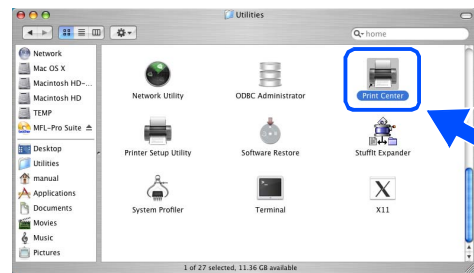 Utilities
home
Network
Mac OS X
Macintosh HD-...
Macintosh HD
TEMP
MFL-Pro Suite
Desktop
Utilities
manual
Applications
Documents
Movies
Music
Pictures
Network Utility
ODBC Administrator
Print Center
Printer Setup Utility
Software Restore
StuffIt Expander
System Profiler
Terminal
X11
1 of 27 selected, 11.36 GB available